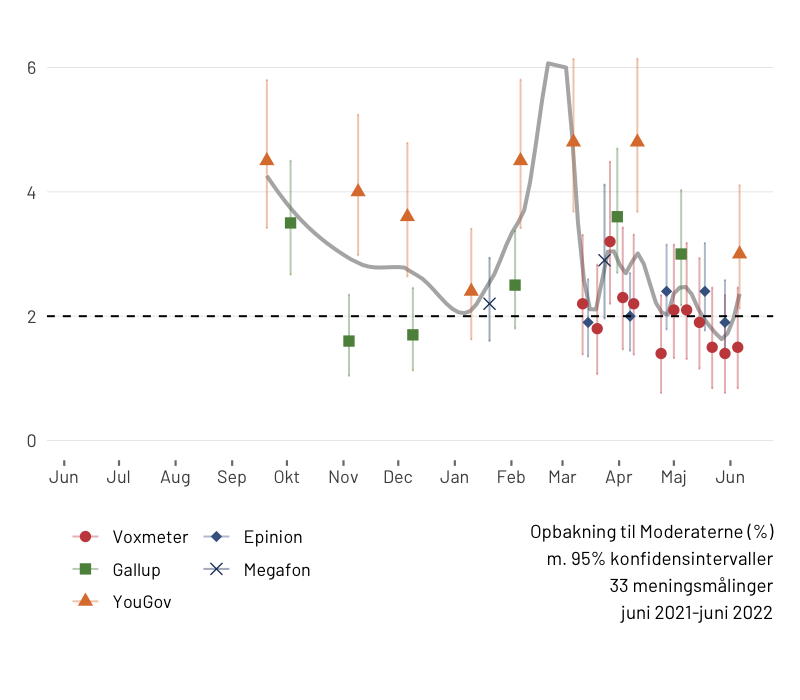 6
4
2
0
Jun Jul Aug Sep Okt Nov Dec Jan Feb Mar Apr Maj Jun
Voxmeter Epinion
Gallup Megafon
YouGov
Opbakning til Moderaterne (%)
m. 95% konfidensintervaller
33 meningsmålinger
juni 2021-juni 2022